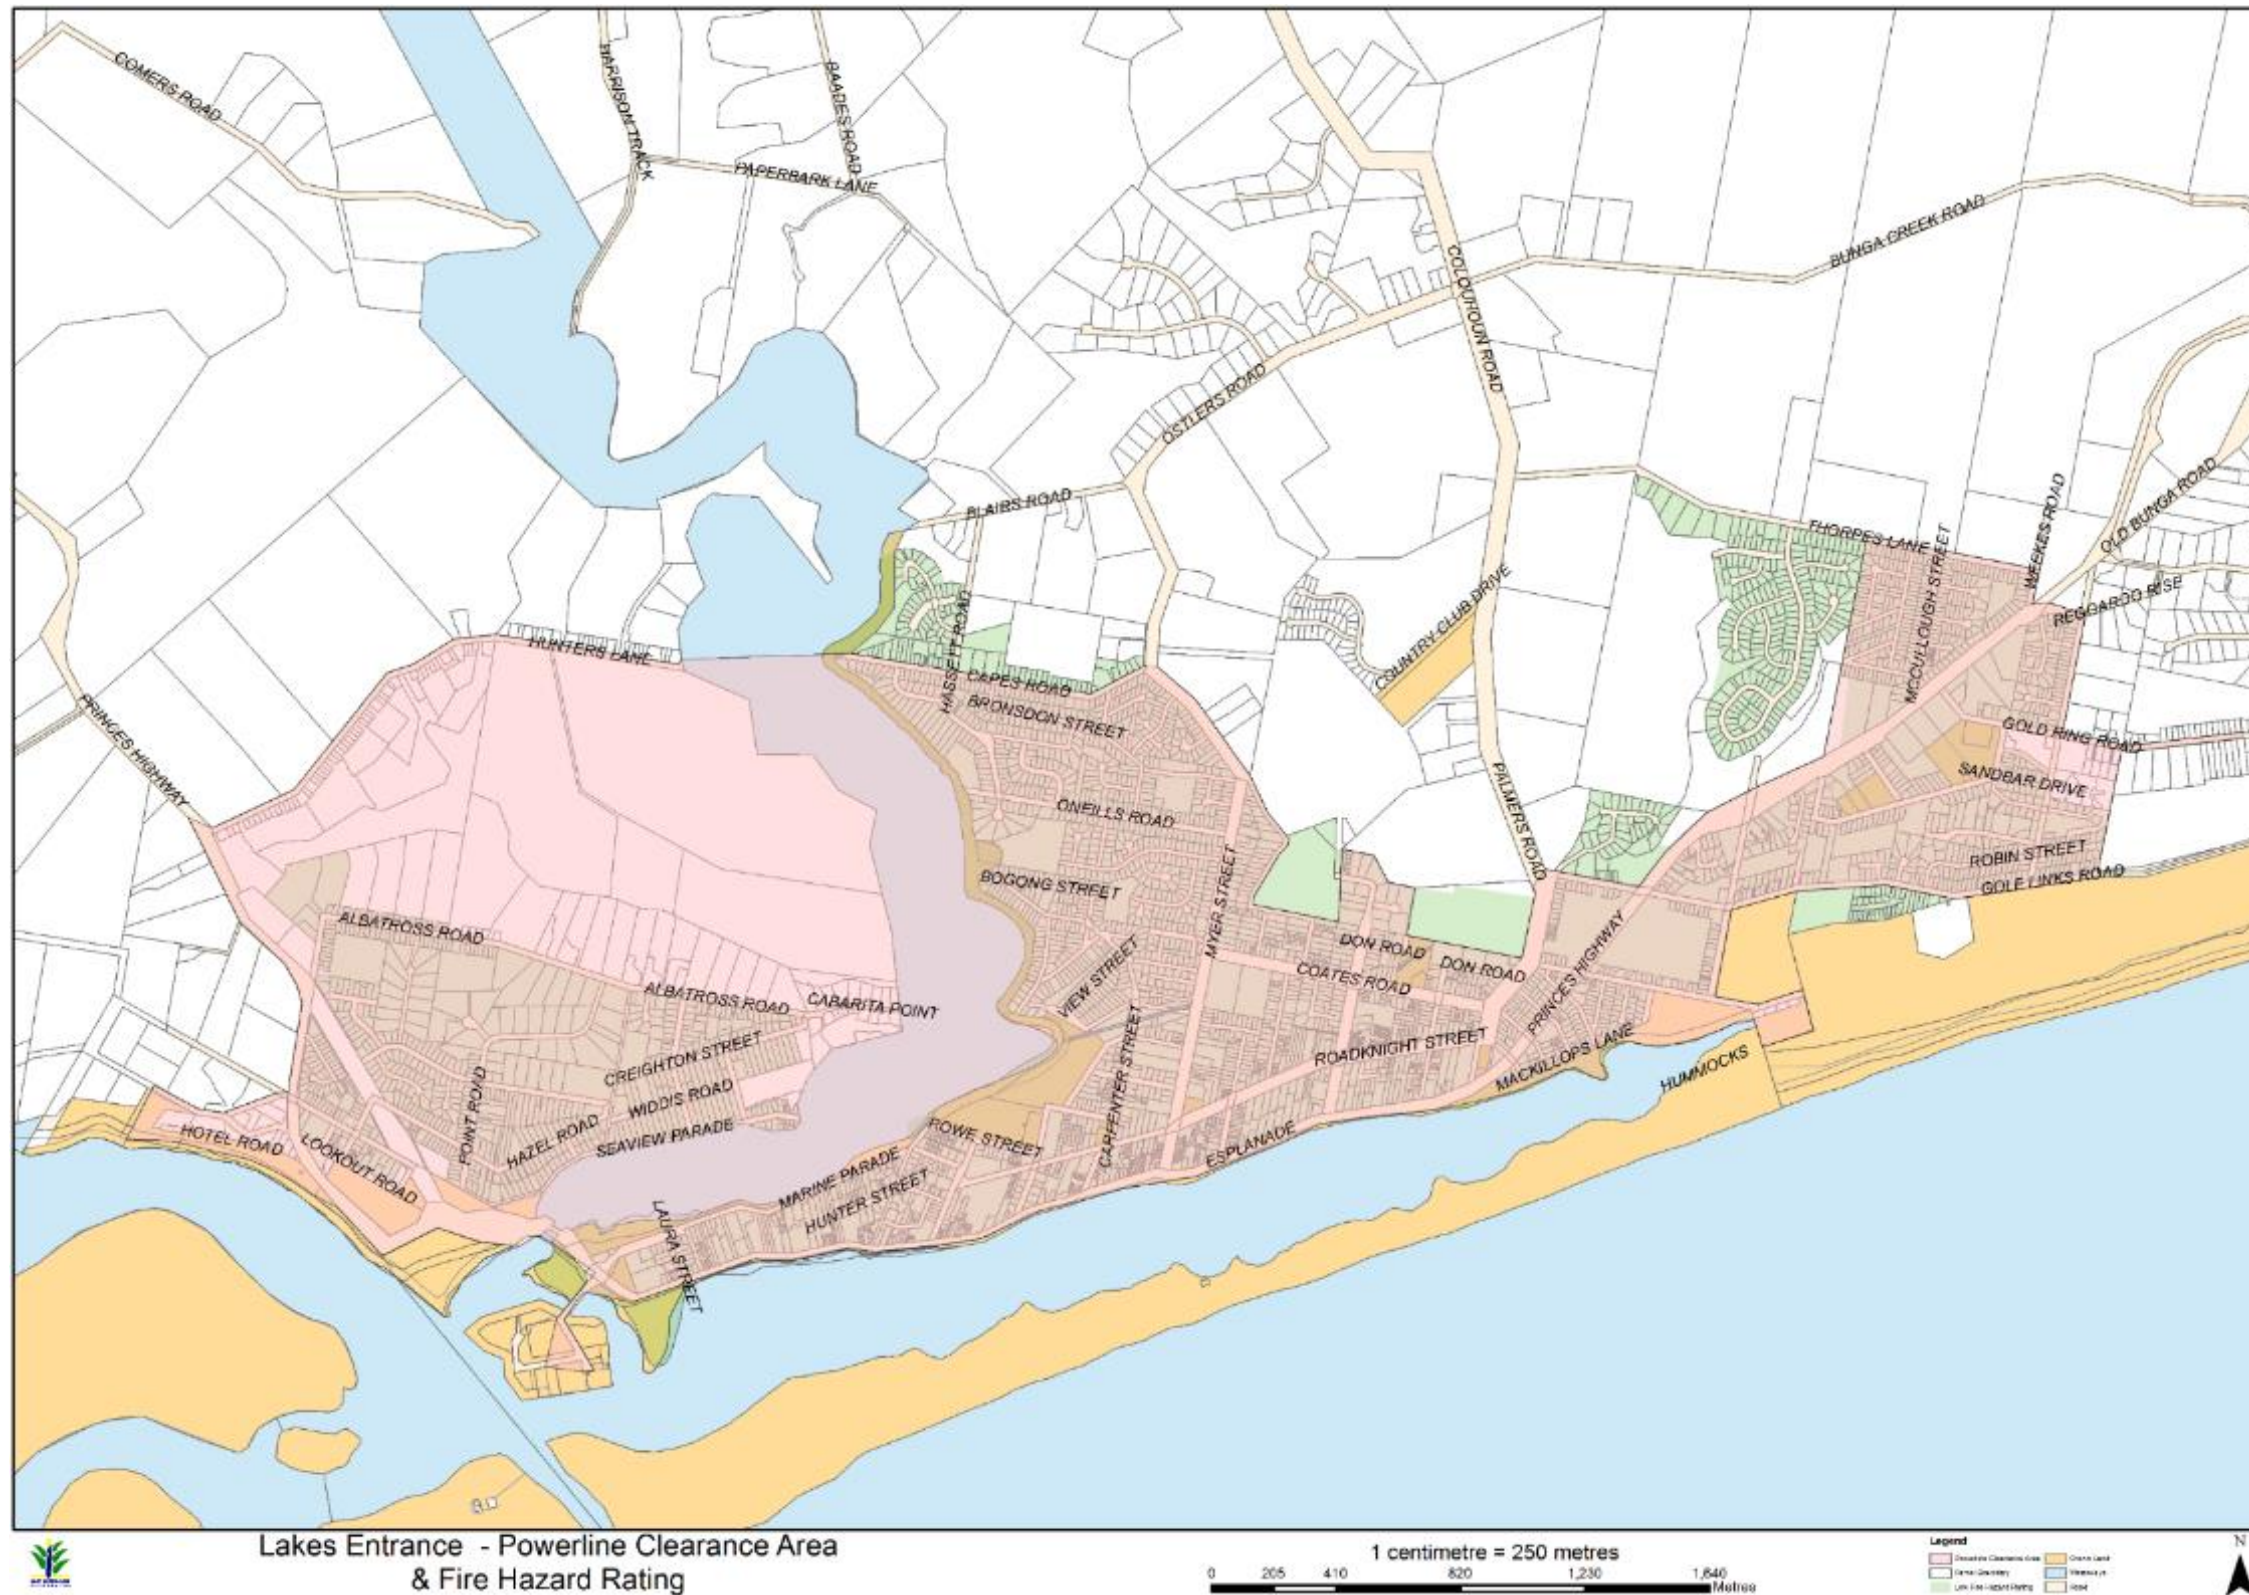 COMERS ROAD
HARRISON TRACK
BAADES ROAD
PAPERBARK LANE
BUNGA CREEK ROAD
COLQUHOUN ROAD
OSTLERS ROAD
BLAIRS ROAD
THORPES LANE
MCCULLOUGH STREET
WEEKES ROAD
OLD BUNGA ROAD
REGGARDO RISE
COUNTRY CLUB DRIVE
HASSETT ROAD
HUNTERS LANE
CAPES ROAD
BRONSDON STREET
PRINCES HIGHWAY
GOLD RING ROAD
SANDBAR DRIVE
PALMERS ROAD
ONEILLS ROAD
MYER STREET
ROBIN STREET
GOLF LINKS ROAD
BOGONG STREET
ALBATROSS ROAD
DON ROAD
DON ROAD
PRINCES HIGHWAY
VIEW STREET
COATES ROAD
ALBATROSS ROAD
CABARITA POINT
CREIGHTON STREET
CARPENTER STREET
ROADKNIGHT STREET
MACKILLOPS LANE
HUMMOCKS
POINT ROAD
WIDDIS ROAD
HAZEL ROAD
SEAVIEW PARADE
ROWE STREET
ESPLANADE
HOTEL ROAD
LOOKOUT ROAD
MARINE PARADE
HUNTER STREET
LAURA STREET
Lakes Entrance - Powerline Clearance Area
& Fire Hazard Rating
1 centimetre = 250 metres
0 205 410 820 1,230 1,640
Metres
Legend
Low Fire Hazard Rating
Road
N